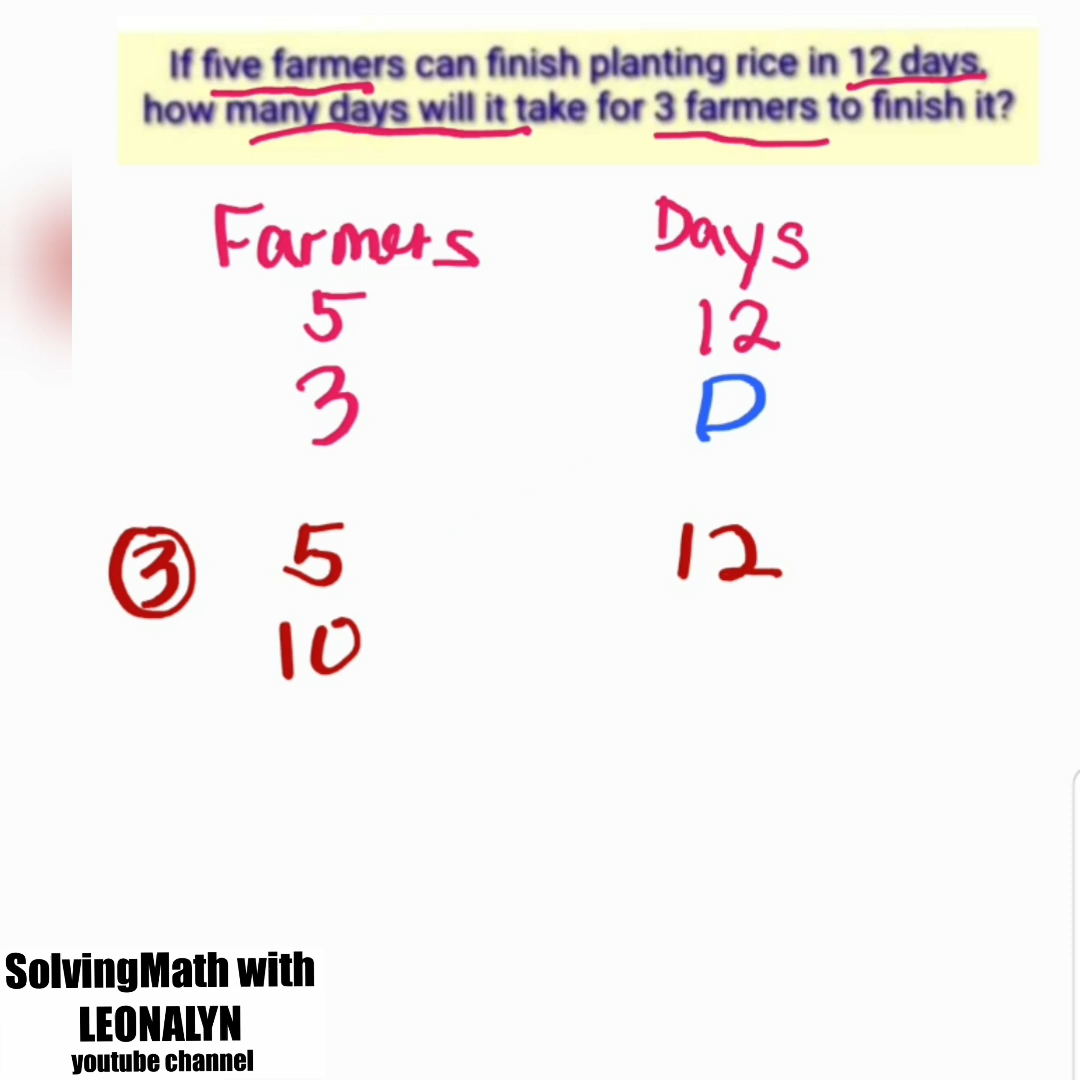 If five farmers can finish planting rice in 12 days,
how many days will it take for 3 farmers to finish it?
Farmers Days
5 12
3 D
3 5 12
10
SolvingMath with
LEONALYN
youtube channel